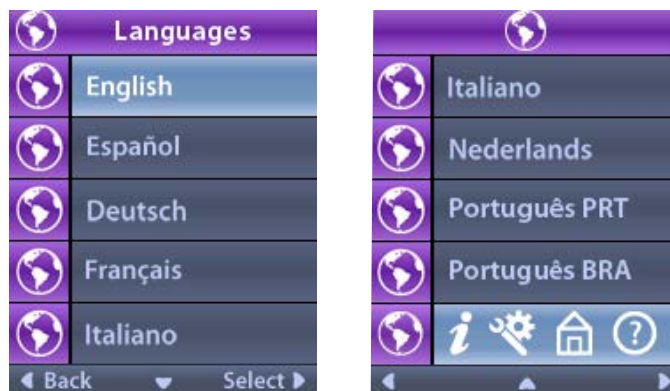 Languages
English
Español
Deutsch
Français
Italiano
Back Select
Italiano
Nederlands
Português PRT
Português BRA
i ?